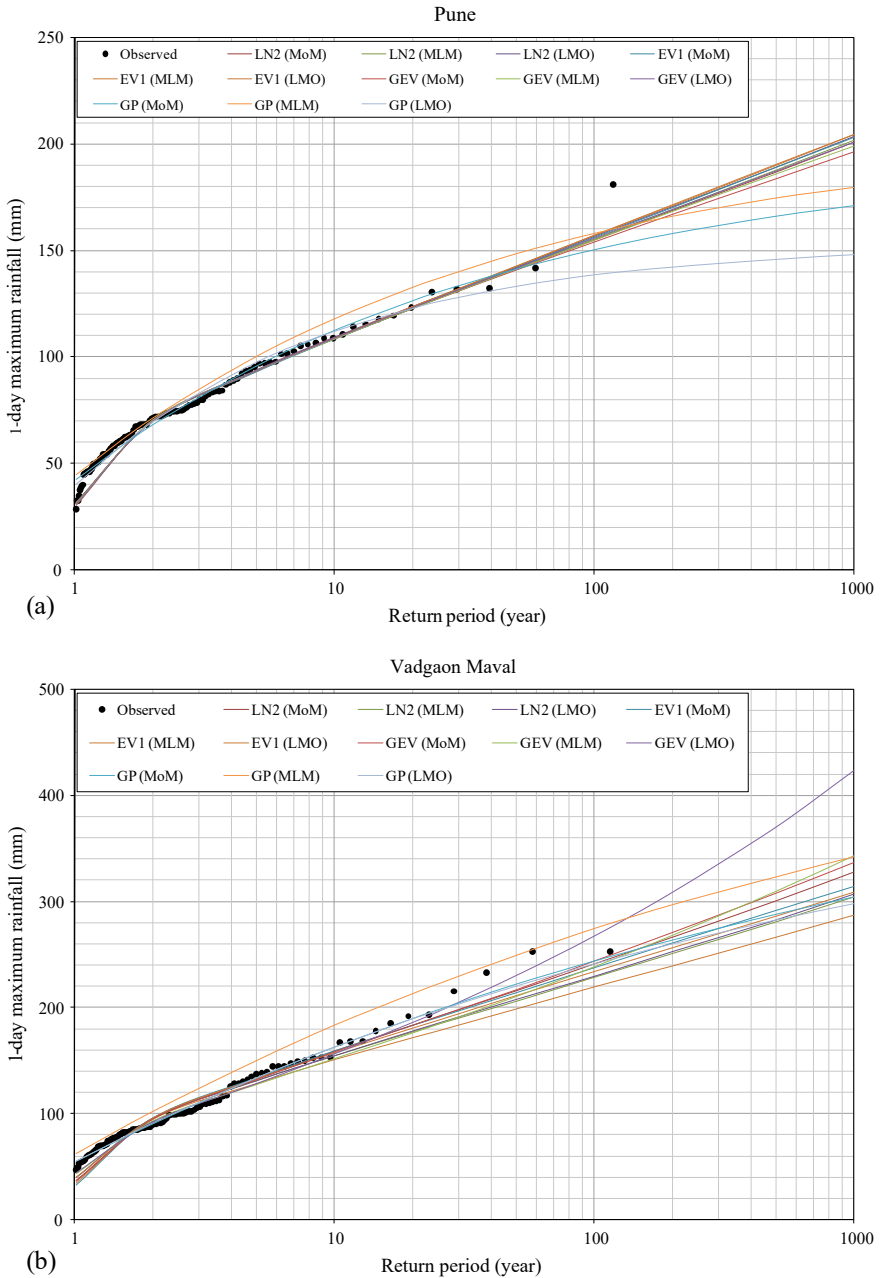 Pune
250
200
150
100
50
0
1-day maximum rainfall (mm)
Observed LN2 (MoM) LN2 (MLM) LN2 (LMO) EV1 (MoM)
EV1 (MLM) EV1 (LMO) GEV (MoM) GEV (MLM) GEV (LMO)
GP (MoM) GP (MLM) GP (LMO)
1 10 100 1000
Return period (year)
(a)
Vadgaon Maval
500
400
300
200
100
0
1-day maximum rainfall (mm)
Observed LN2 (MoM) LN2 (MLM) LN2 (LMO) EV1 (MoM)
EV1 (MLM) EV1 (LMO) GEV (MoM) GEV (MLM) GEV (LMO)
GP (MoM) GP (MLM) GP (LMO)
1 10 100 1000
Return period (year)
(b)